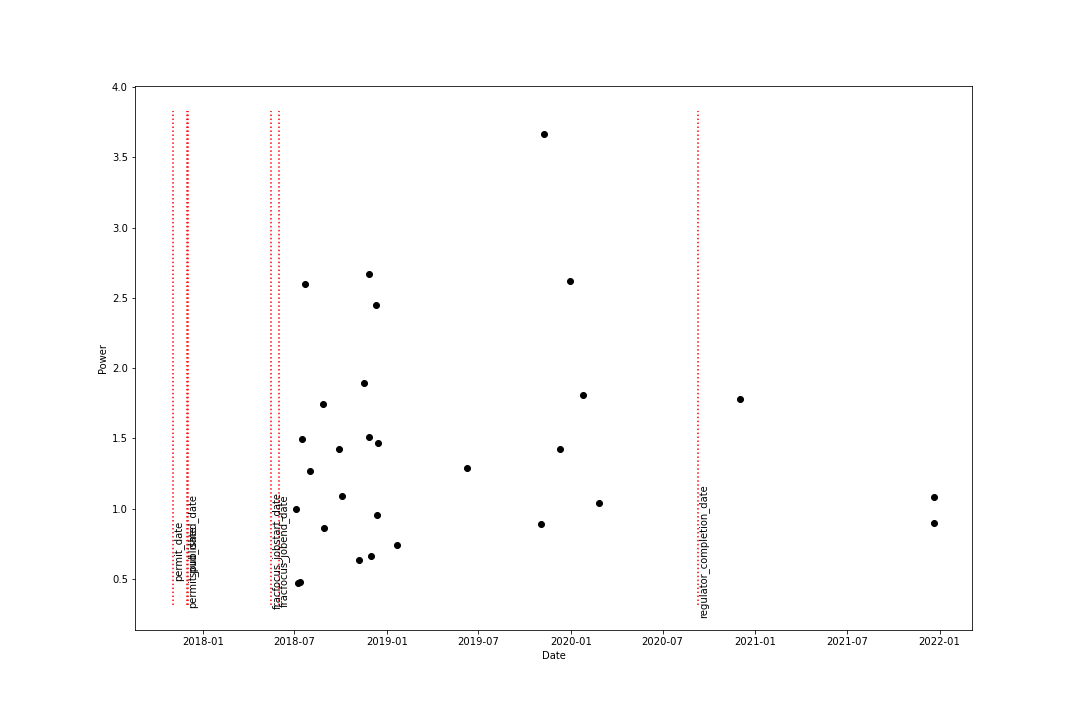 4.0
3.5
3.0
2.5
2.0
1.5
1.0
0.5
Power
permit_date
fracfocus_jobstart_date
fracfocus_jobend_date
regulator_completion_date
2018-01
2018-07
2019-01
2019-07
2020-01
2020-07
2021-01
2021-07
2022-01
Date